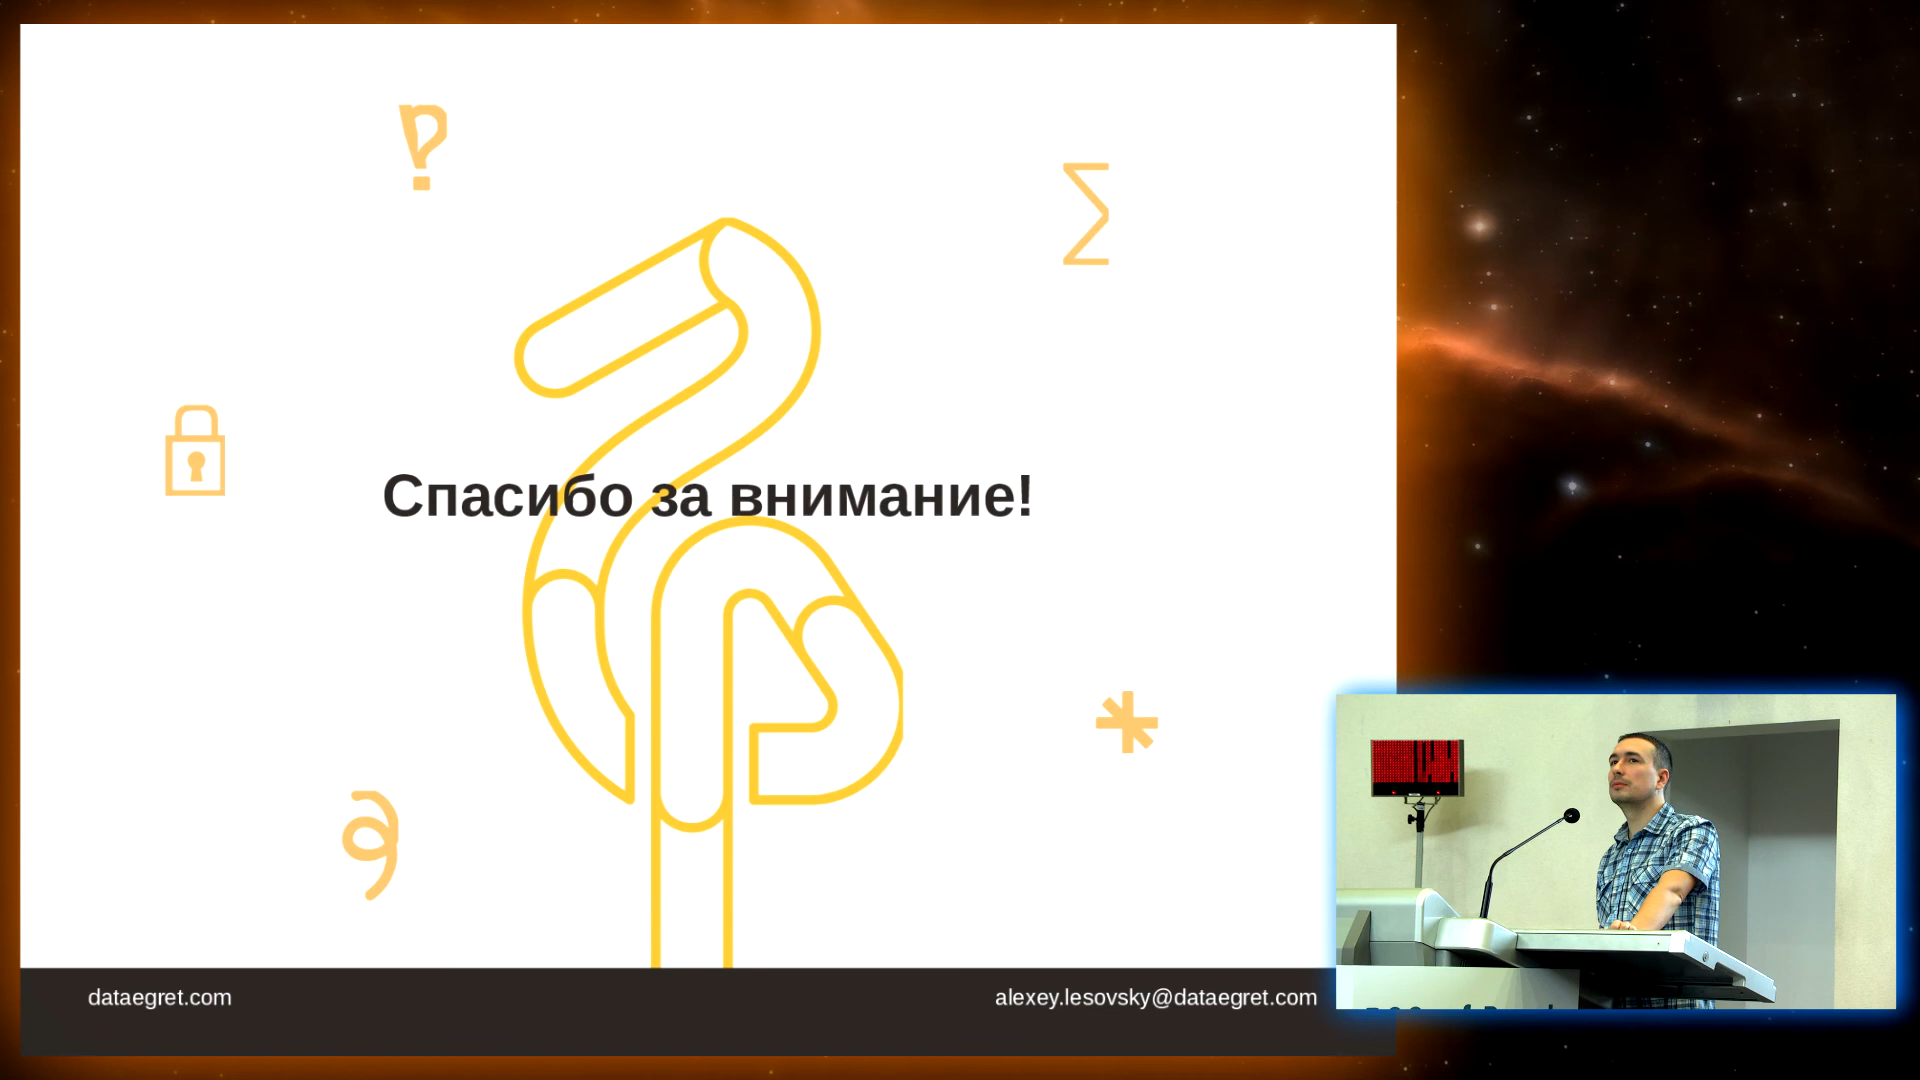 Спасибо за внимание!
dataegret.com
alexey.lesovsky@dataegret.com